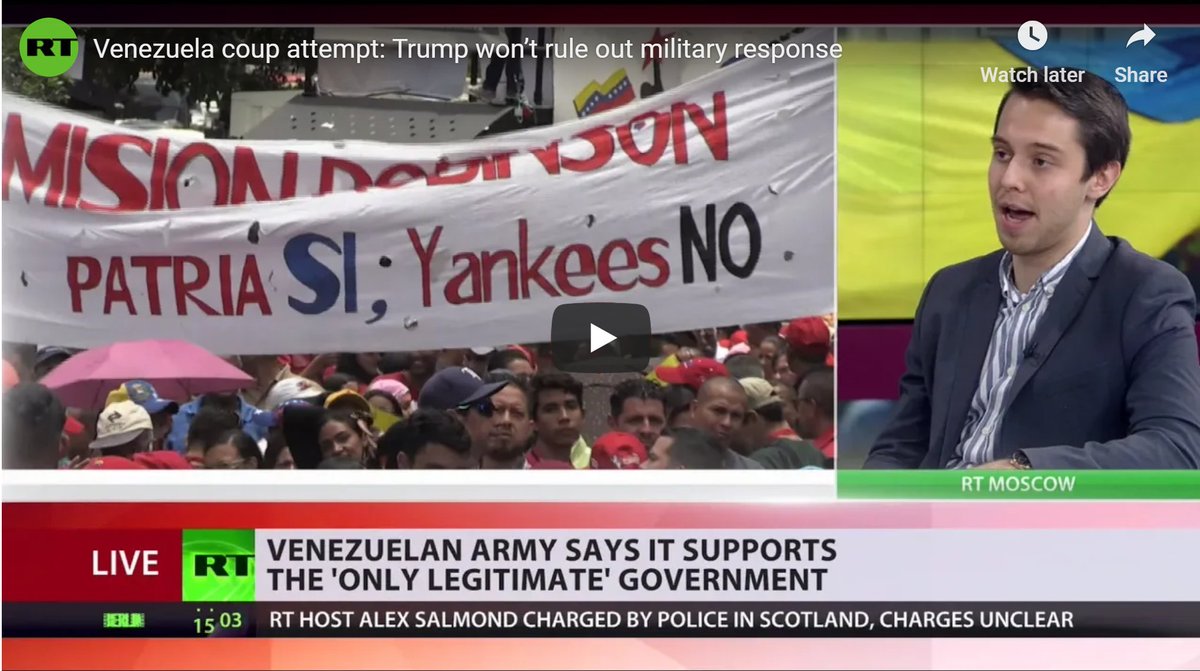 RT
Venezuela coup attempt: Trump won’t rule out military response
Watch later
Share
MISION ROBINSON
PATRIA SI, Yankees NO
RT MOSCOW
LIVE
RT
VENEZUELAN ARMY SAYS IT SUPPORTS
THE 'ONLY LEGITIMATE' GOVERNMENT
BERLIN
15:03
RT HOST ALEX SALMOND CHARGED BY POLICE IN SCOTLAND, CHARGES UNCLEAR